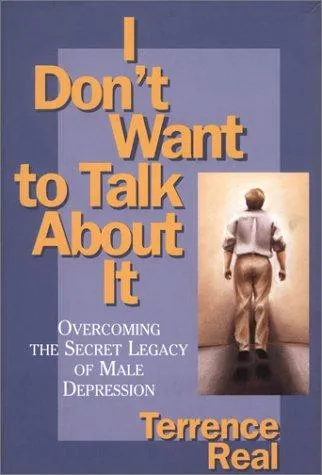 I
Don't
Want
to Talk
About
It
OVERCOMING
THE SECRET LEGACY
OF MALE
DEPRESSION
Terrence
Real